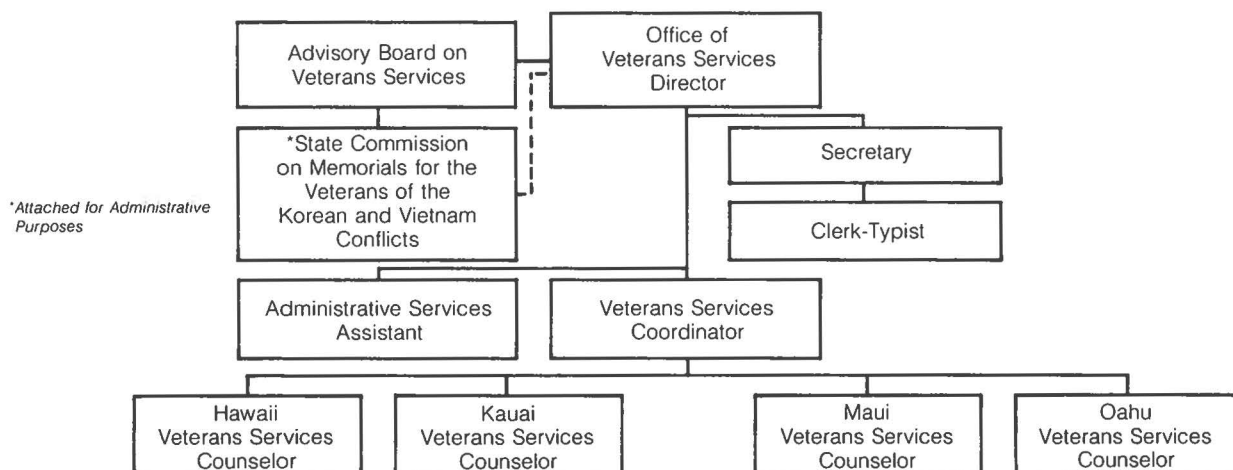 Advisory Board on
Veterans Services
Office of
Veterans Services
Director
*State Commission
on Memorials for the
Veterans of the
Korean and Vietnam
Conflicts
Secretary
*Attached for Administrative
Purposes
Clerk-Typist
Administrative Services
Assistant
Veterans Services
Coordinator
Hawaii
Veterans Services
Counselor
Kauai
Veterans Services
Counselor
Maui
Veterans Services
Counselor
Oahu
Veterans Services
Counselor